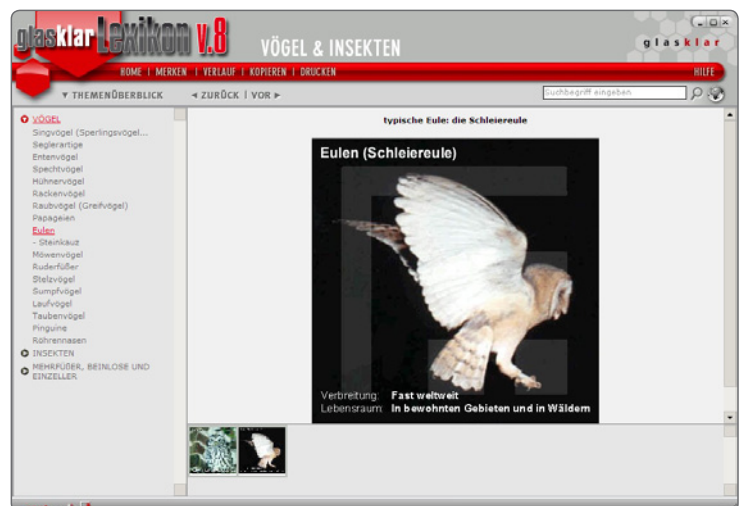 glasklar Lexikon v.8
VÖGEL & INSEKTEN
glasklar
HOME | MERKEN | VERLAUF | KOPIEREN | DRUCKEN
HILFE
THEMENÜBERBLICK
ZURÜCK | VOR
Suchbegriff eingeben
VÖGEL
Singvögel (Sperlingsvögel...
Seglerartige
Entenvögel
Spechtvögel
Hühnervögel
Rackenvögel
Raubvögel (Greifvögel)
Papageien
Eulen
- Steinkauz
Möwenvögel
Ruderfüßer
Stelzvögel
Sumpfvögel
Laufvögel
Taubenvögel
Pinguine
Röhrennasen
INSEKTEN
MEHRFÜßER, BEINLOSE UND
EINZELLER
typische Eule: die Schleiereule
Eulen (Schleiereule)
Verbreitung: Fast weltweit
Lebensraum: In bewohnten Gebieten und in Wäldern